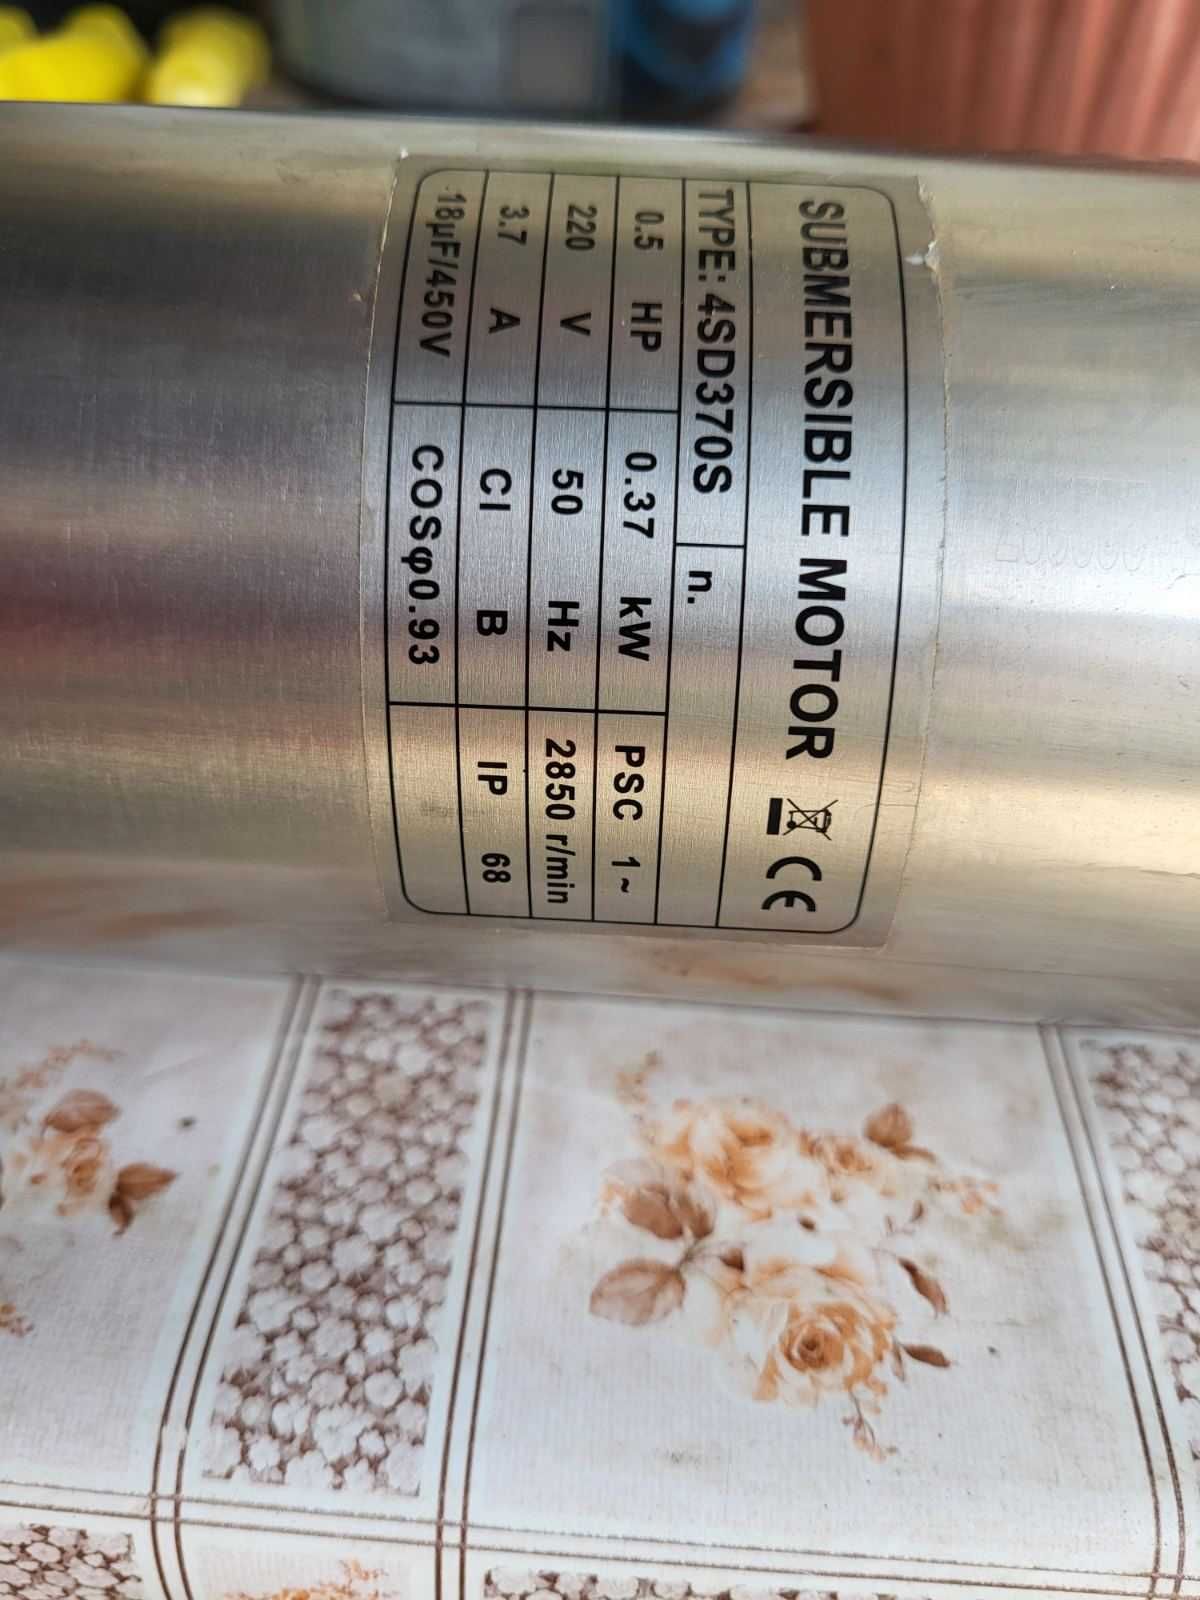 SUBMERSIBLE MOTOR CE
TYPE: 4SD370S n.
0.5 HP 0.37 kW PSC 1~
220 V 50 Hz 2850 r/min
3.7 A Cl B IP 68
18µF/450V COSφ0.93